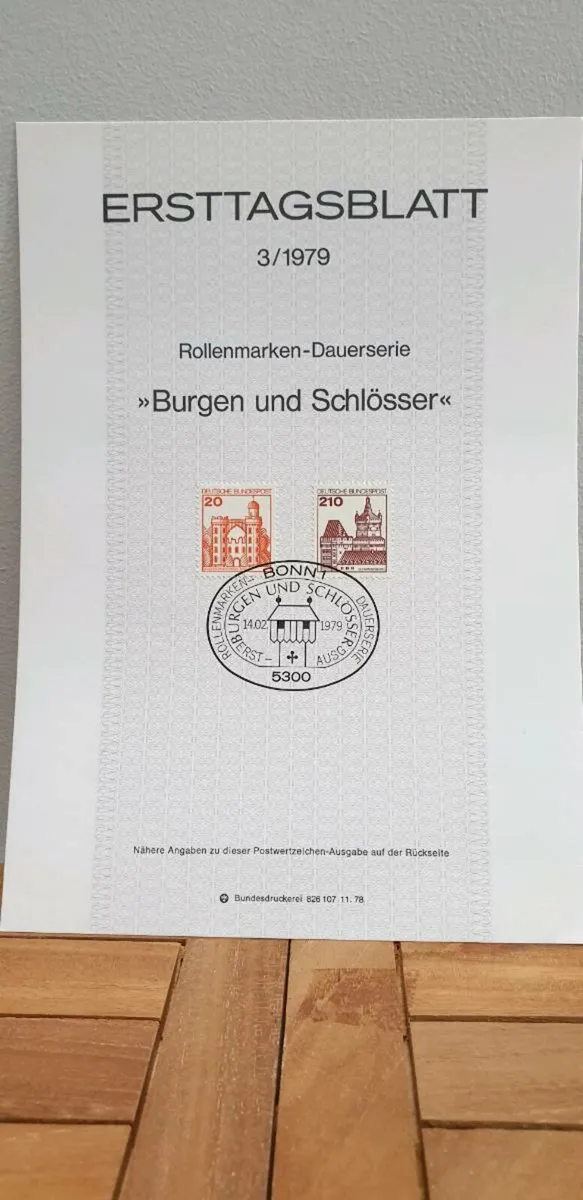 ERSTTAGSBLATT
3/1979
Rollenmarken-Dauerserie
»Burgen und Schlösser«
DEUTSCHE BUNDESPOST
20
DEUTSCHE BUNDESPOST
210
BONN 1
ROLLENMARKEN- DAUERSERIE
BURGEN UND SCHLÖSSER
14.02 1979
ERST- AUSG
5300
Nähere Angaben zu dieser Postwertzeichen-Ausgabe auf der Rückseite
Bundesdruckerei 826 107 11. 78